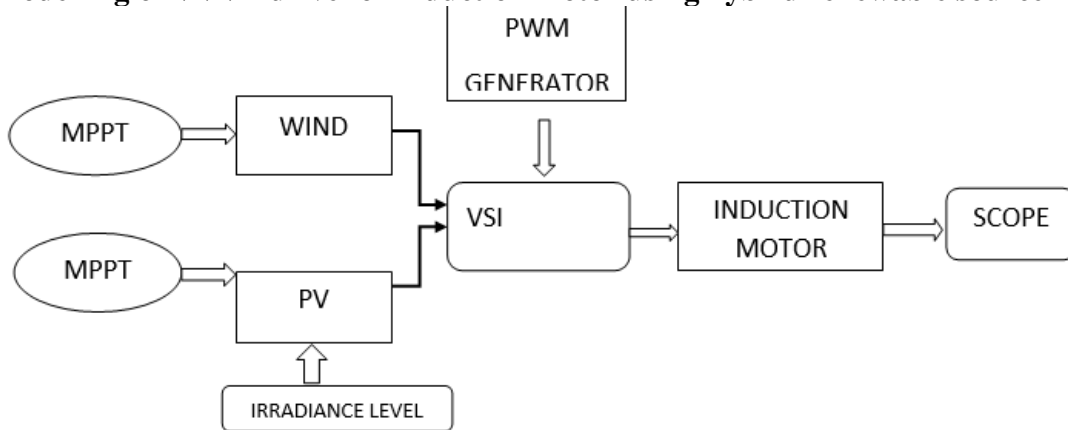 PWM
GENERATOR
MPPT
WIND
VSI
INDUCTION
MOTOR
SCOPE
MPPT
PV
IRRADIANCE LEVEL